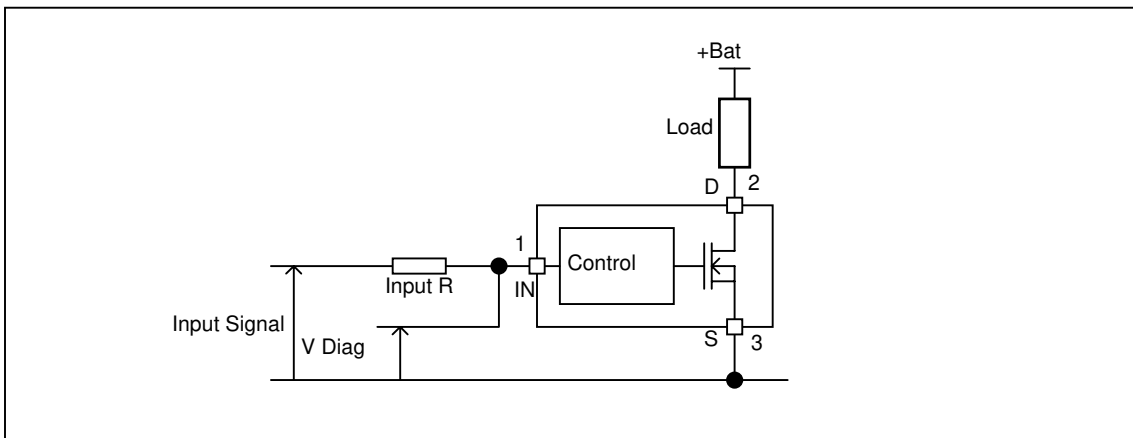 +Bat
Load
D 2
1
Control
Input R
IN
Input Signal
V Diag
S 3